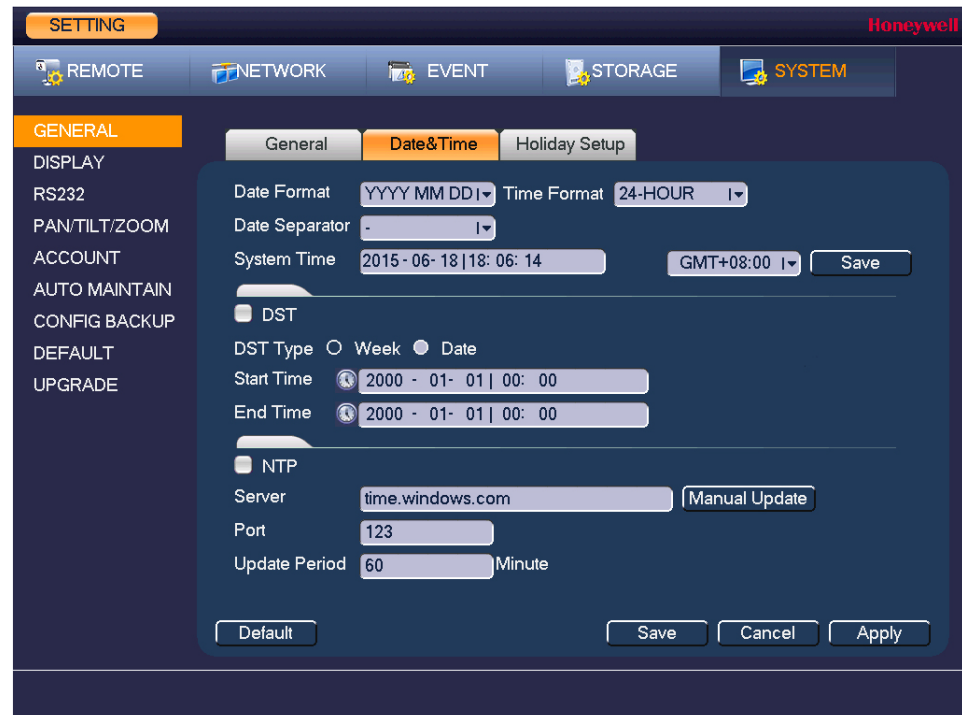 SETTING
Honeywell
REMOTE NETWORK EVENT STORAGE SYSTEM
GENERAL
DISPLAY
RS232
PAN/TILT/ZOOM
ACCOUNT
AUTO MAINTAIN
CONFIG BACKUP
DEFAULT
UPGRADE
General Date&Time Holiday Setup
Date Format YYYY MM DD Time Format 24-HOUR
Date Separator -
System Time 2015 - 06 - 18 | 18: 06: 14 GMT+08:00 Save
DST
DST Type Week Date
Start Time 2000 - 01- 01 | 00: 00
End Time 2000 - 01- 01 | 00: 00
NTP
Server time.windows.com Manual Update
Port 123
Update Period 60 Minute
Default Save Cancel Apply